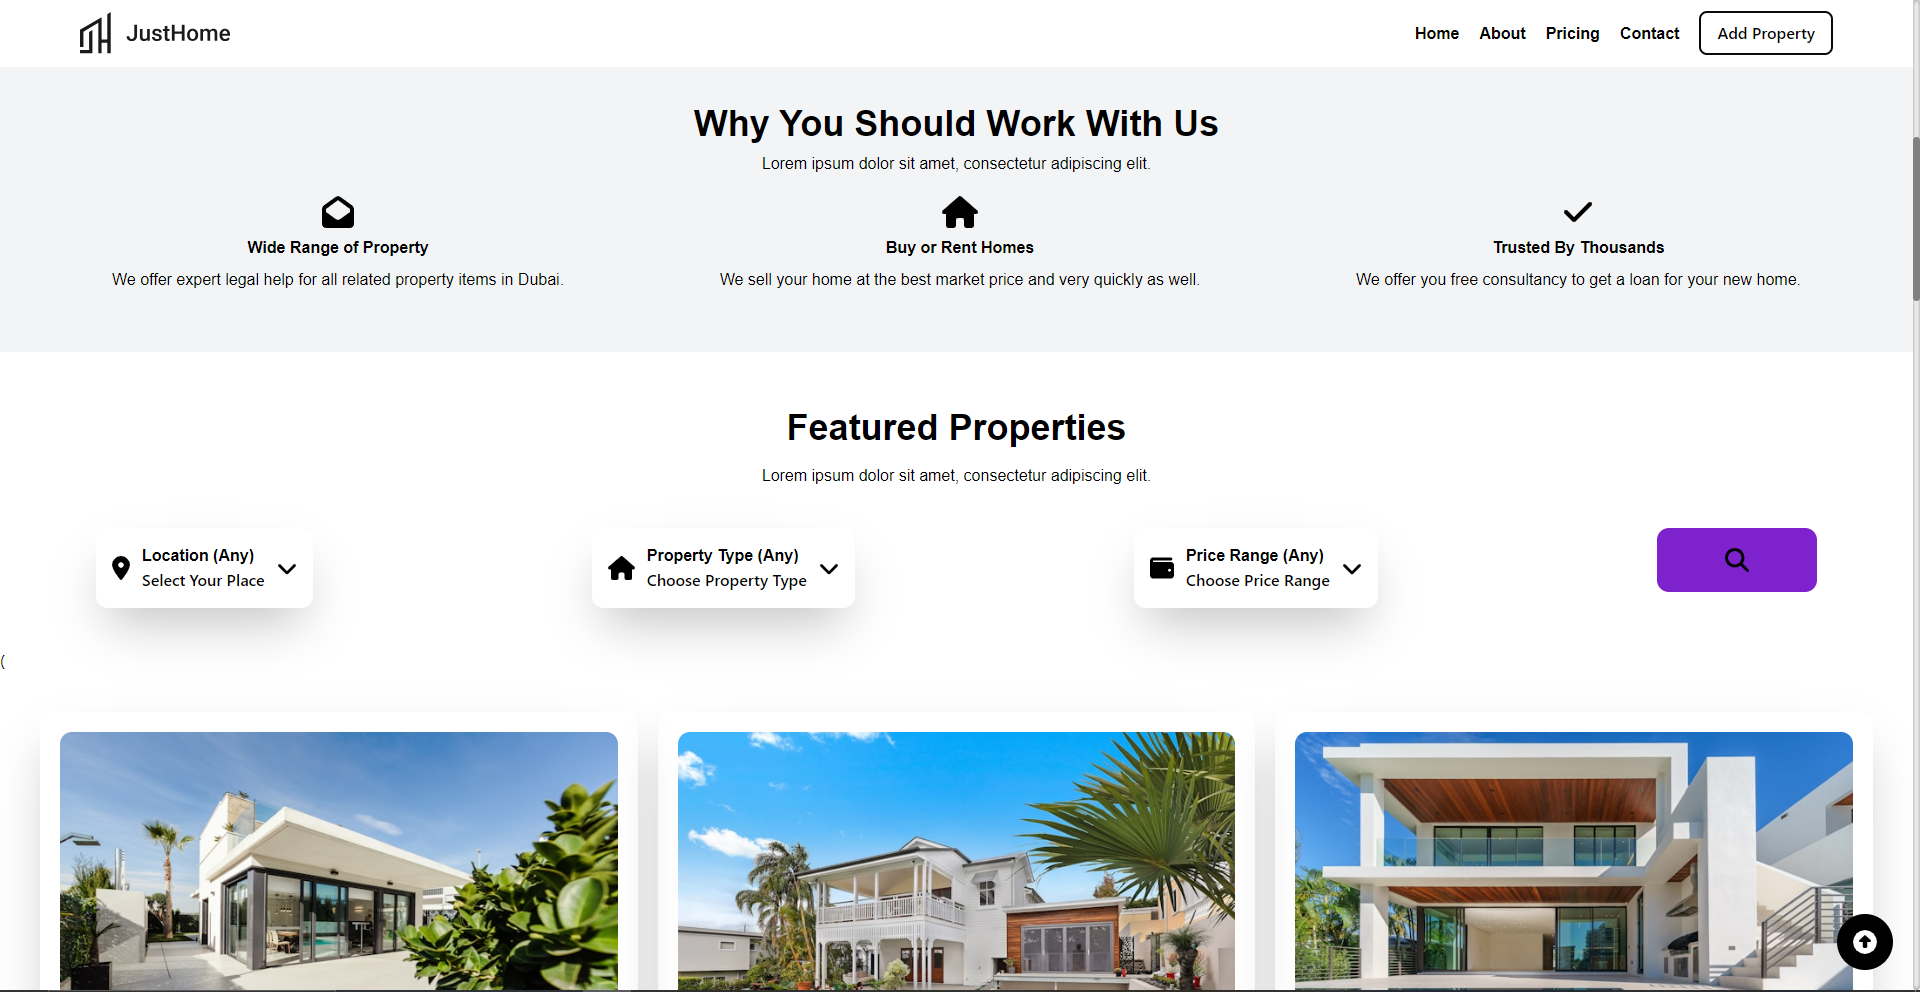 JustHome
Home About Pricing Contact Add Property
Why You Should Work With Us
Lorem ipsum dolor sit amet, consectetur adipiscing elit.
Wide Range of Property
We offer expert legal help for all related property items in Dubai.
Buy or Rent Homes
We sell your home at the best market price and very quickly as well.
Trusted By Thousands
We offer you free consultancy to get a loan for your new home.
Featured Properties
Lorem ipsum dolor sit amet, consectetur adipiscing elit.
Location (Any)
Select Your Place
Property Type (Any)
Choose Property Type
Price Range (Any)
Choose Price Range
(